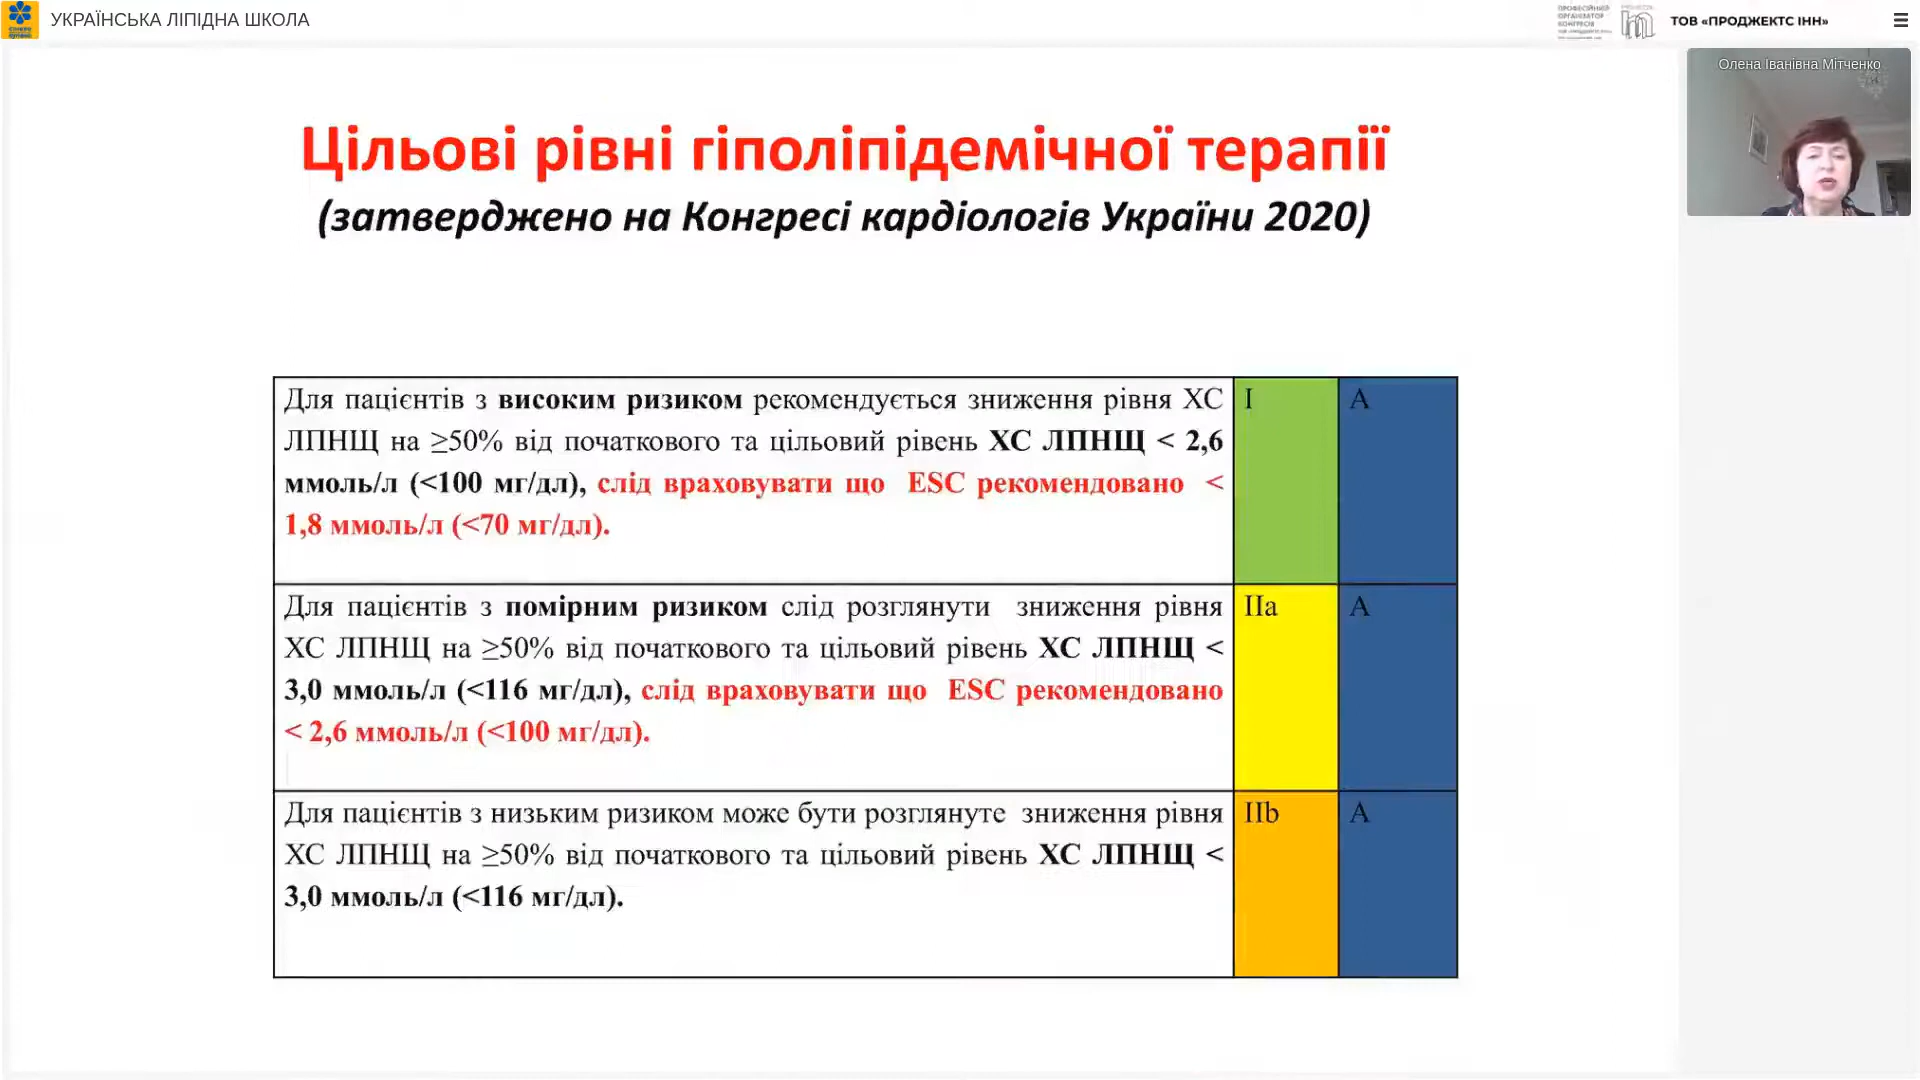 УКРАЇНСЬКА ЛІПІДНА ШКОЛА
ПРОФЕСІЙНИЙ
ОРГАНІЗАТОР
КОНГРЕСІВ
ТОВ «ПРОДЖЕКТС ІНН»
Олена Іванівна Мітченко
Цільові рівні гіполіпідемічної терапії
(затверджено на Конгресі кардіологів України 2020)
Для пацієнтів з високим ризиком рекомендується зниження рівня ХС
ЛПНЩ на ≥50% від початкового та цільовий рівень ХС ЛПНЩ < 2,6
ммоль/л (<100 мг/дл), слід враховувати що ESC рекомендовано <
1,8 ммоль/л (<70 мг/дл).
I
A
Для пацієнтів з помірним ризиком слід розглянути зниження рівня
ХС ЛПНЩ на ≥50% від початкового та цільовий рівень ХС ЛПНЩ <
3,0 ммоль/л (<116 мг/дл), слід враховувати що ESC рекомендовано
< 2,6 ммоль/л (<100 мг/дл).
IIa
A
Для пацієнтів з низьким ризиком може бути розглянуте зниження рівня
ХС ЛПНЩ на ≥50% від початкового та цільовий рівень ХС ЛПНЩ <
3,0 ммоль/л (<116 мг/дл).
IIb
A